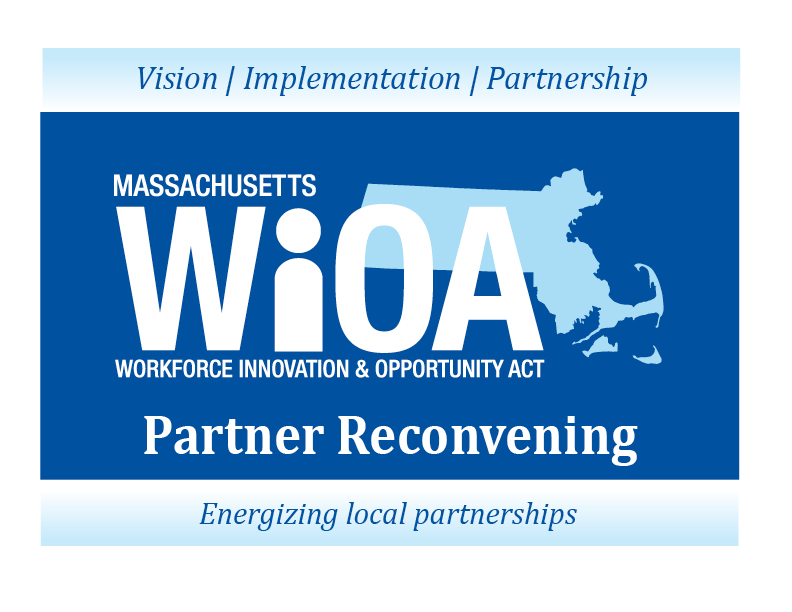 Vision | Implementation | Partnership
MASSACHUSETTS
WiOA
WORKFORCE INNOVATION & OPPORTUNITY ACT
Partner Reconvening
Energizing local partnerships